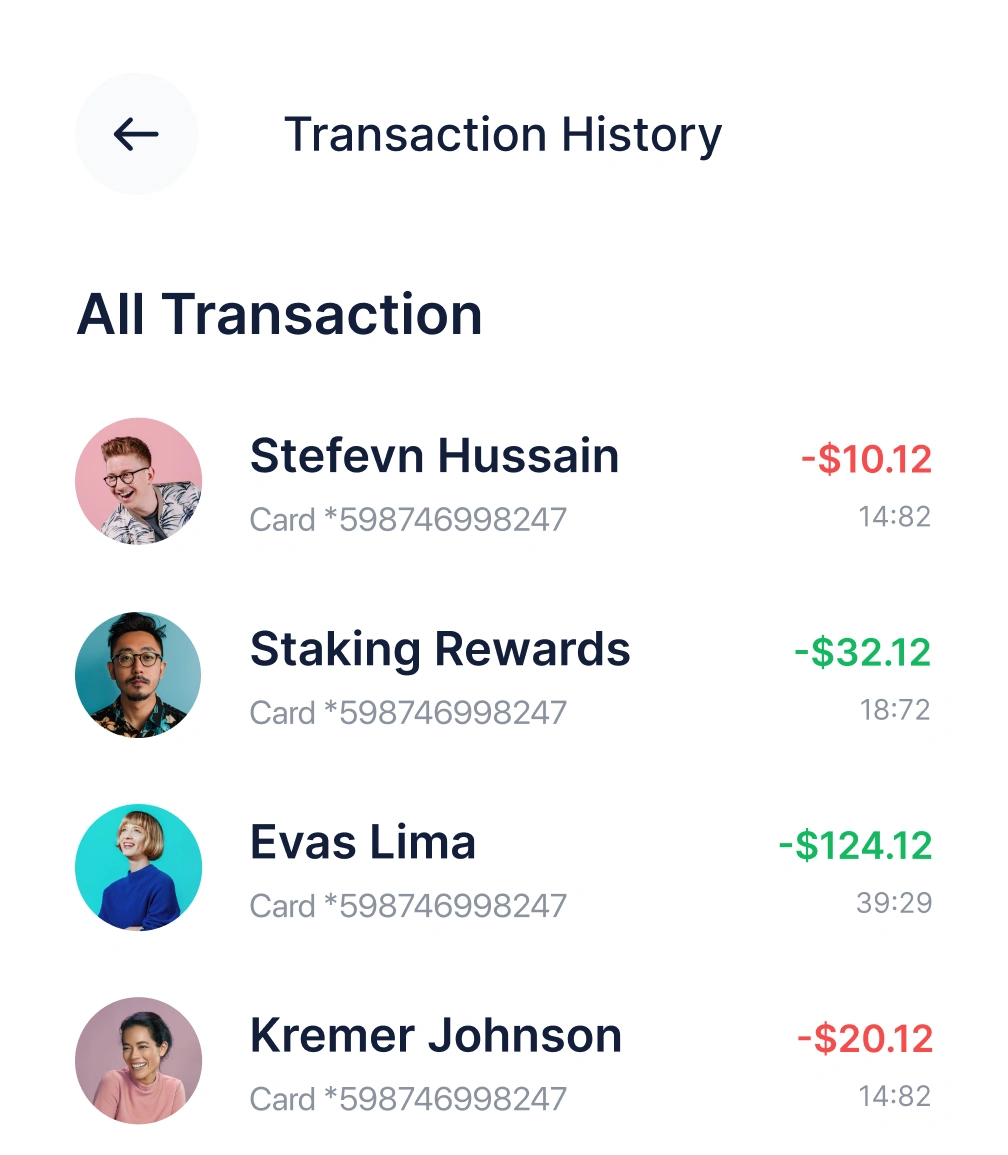 Transaction History
All Transaction
Stefevn Hussain
-$10.12
Card *598746998247
14:82
Staking Rewards
-$32.12
Card *598746998247
18:72
Evas Lima
-$124.12
Card *598746998247
39:29
Kremer Johnson
-$20.12
Card *598746998247
14:82